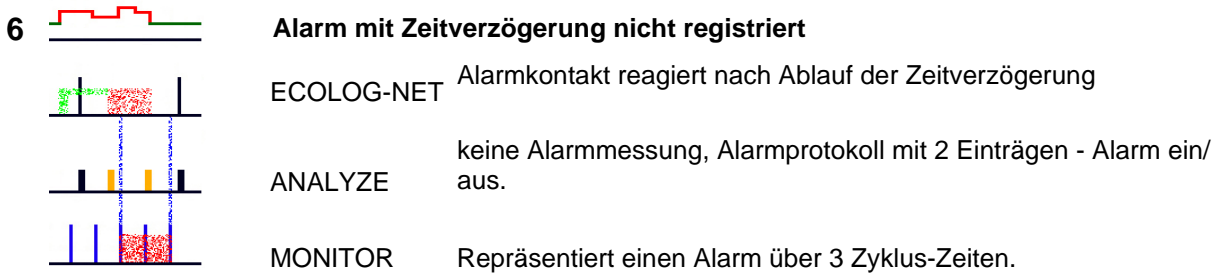 6 Alarm mit Zeitverzögerung nicht registriert
ECOLOG-NET Alarmkontakt reagiert nach Ablauf der Zeitverzögerung
ANALYZE keine Alarmmessung, Alarmprotokoll mit 2 Einträgen - Alarm ein/
aus.
MONITOR Repräsentiert einen Alarm über 3 Zyklus-Zeiten.